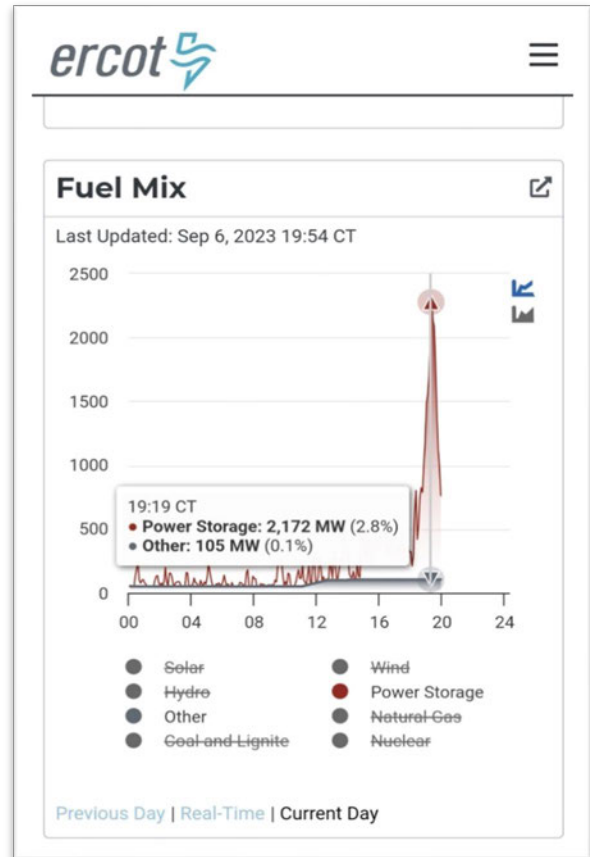 ercot
Fuel Mix
Last Updated: Sep 6, 2023 19:54 CT
2500
2000
1500
1000
500
0
19:19 CT
• Power Storage: 2,172 MW (2.8%)
• Other: 105 MW (0.1%)
00 04 08 12 16 20 24
Solar Wind
Hydro Power Storage
Other Natural Gas
Coal and Lignite Nuclear
Previous Day | Real-Time | Current Day